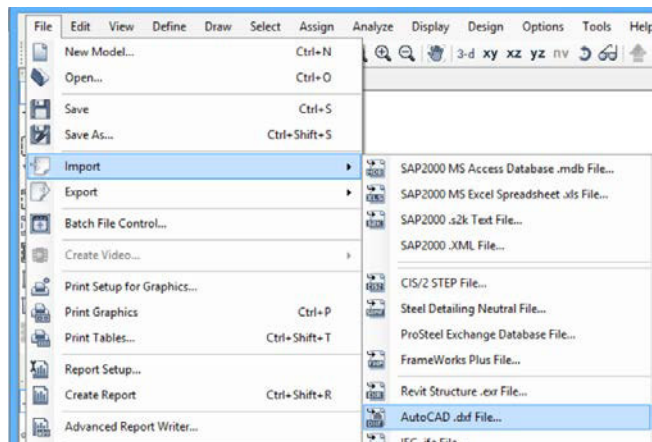 File Edit View Define Draw Select Assign Analyze Display Design Options Tools Help
3-d xy xz yz nv
New Model... Ctrl+N
Open... Ctrl+O
Save Ctrl+S
Save As... Ctrl+Shift+S
Import
Export
Batch File Control...
Create Video...
Print Setup for Graphics...
Print Graphics Ctrl+P
Print Tables... Ctrl+Shift+T
Report Setup...
Create Report Ctrl+Shift+R
Advanced Report Writer...
SAP2000 MS Access Database .mdb File...
SAP2000 MS Excel Spreadsheet .xls File...
SAP2000 .s2k Text File...
SAP2000 .XML File...
CIS/2 STEP File...
Steel Detailing Neutral File...
ProSteel Exchange Database File...
FrameWorks Plus File...
Revit Structure .exr File...
AutoCAD .dxf File...